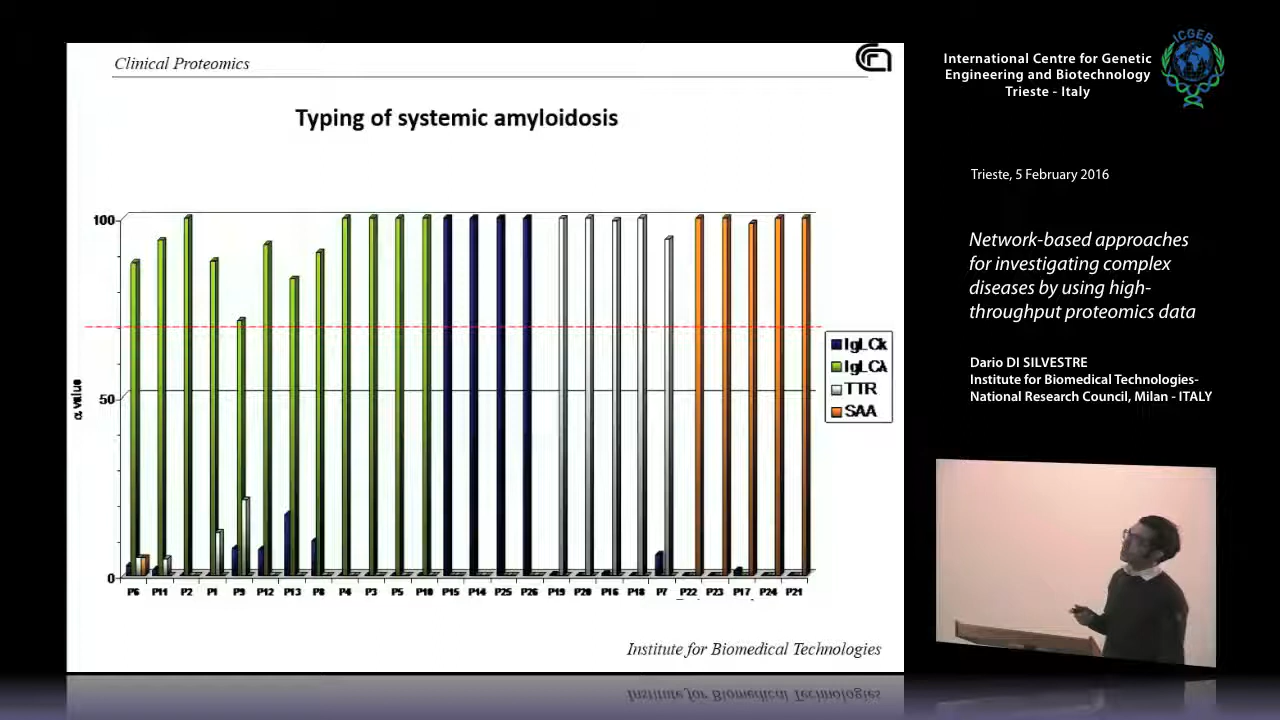 Clinical Proteomics
Typing of systemic amyloidosis
100
50
0
α value
IgLCk
IgLCλ
TTR
SAA
P6 P11 P2 P1 P9 P12 P13 P8 P4 P3 P5 P10 P15 P14 P25 P26 P19 P20 P16 P18 P7 P22 P23 P17 P24 P21
Institute for Biomedical Technologies
International Centre for Genetic
Engineering and Biotechnology
Trieste - Italy
ICGEB
Trieste, 5 February 2016
Network-based approaches
for investigating complex
diseases by using high-
throughput proteomics data
Dario DI SILVESTRE
Institute for Biomedical Technologies-
National Research Council, Milan - ITALY